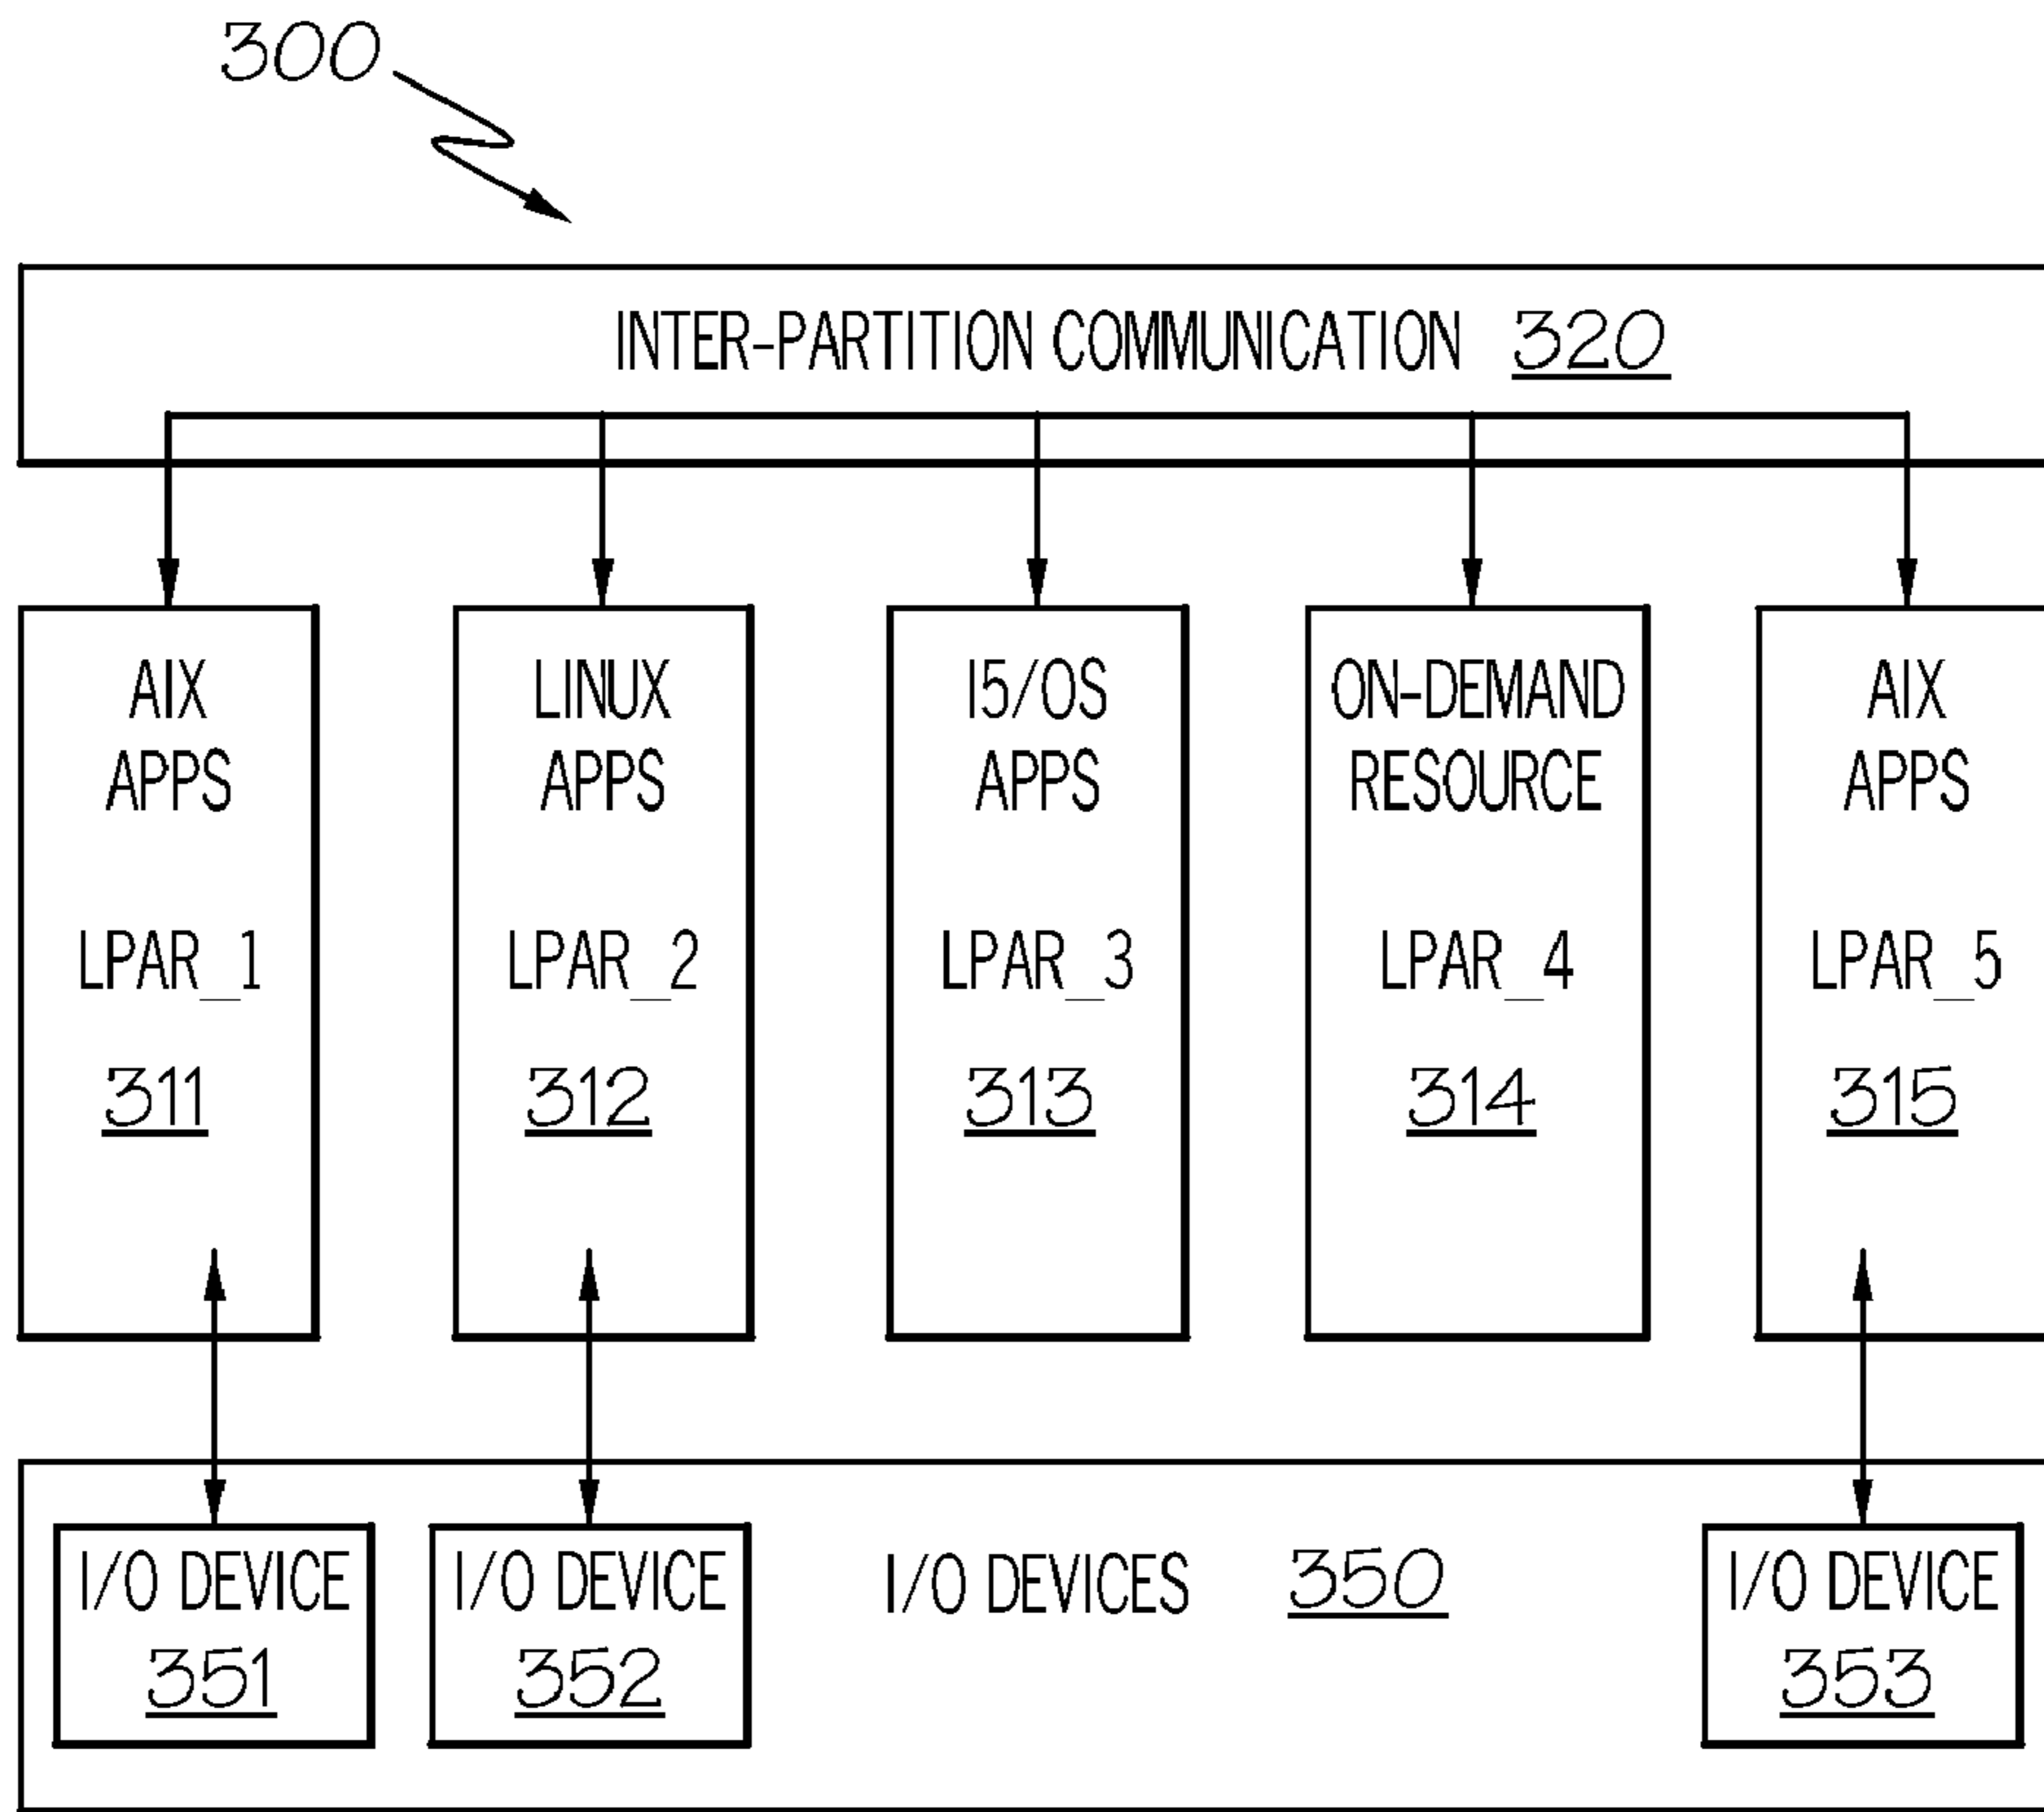 300
INTER-PARTITION COMMUNICATION 320
AIX
APPS
LPAR_1
311
LINUX
APPS
LPAR_2
312
I5/OS
APPS
LPAR_3
313
ON-DEMAND
RESOURCE
LPAR_4
314
AIX
APPS
LPAR_5
315
I/O DEVICE
351
I/O DEVICE
352
I/O DEVICES 350
I/O DEVICE
353